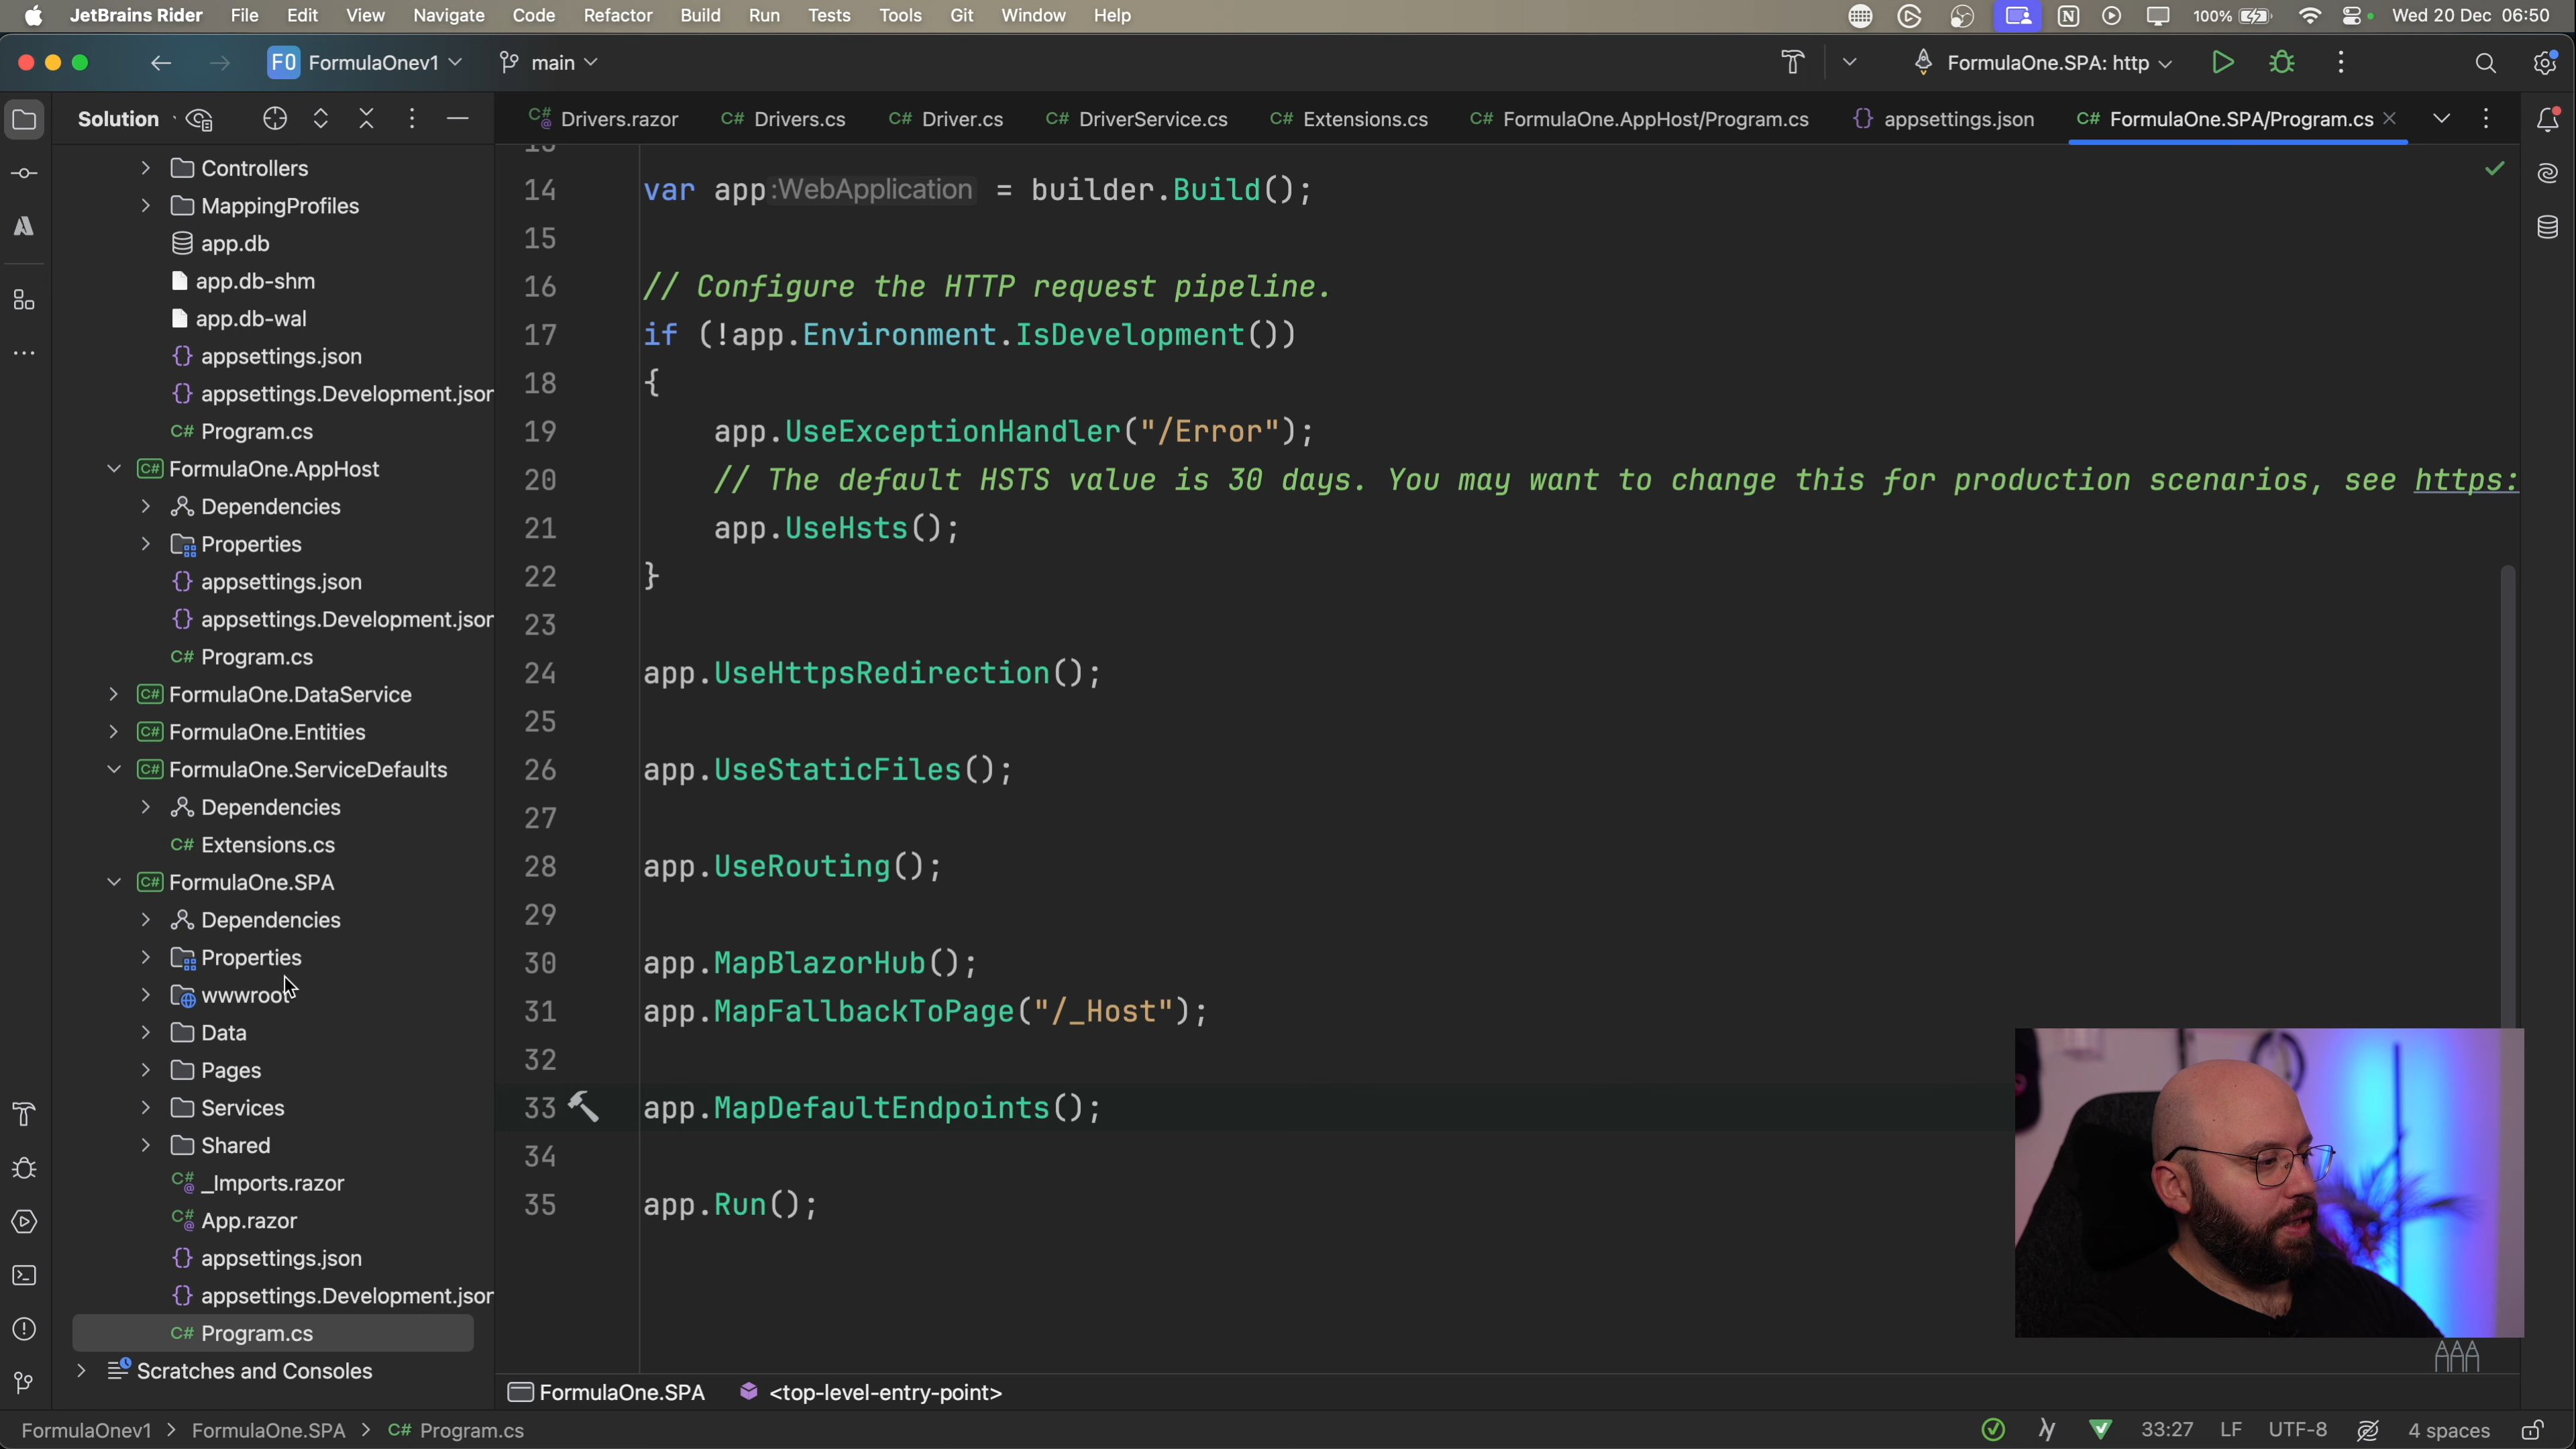 JetBrains Rider File Edit View Navigate Code Refactor Build Run Tests Tools Git Window Help 100% Wed 20 Dec 06:50
F0 FormulaOnev1 main FormulaOne.SPA: http
Solution
Drivers.razor C# Drivers.cs C# Driver.cs C# DriverService.cs C# Extensions.cs C# FormulaOne.AppHost/Program.cs {} appsettings.json C# FormulaOne.SPA/Program.cs
Controllers
MappingProfiles
app.db
app.db-shm
app.db-wal
{} appsettings.json
{} appsettings.Development.jsor
C# Program.cs
C# FormulaOne.AppHost
Dependencies
Properties
{} appsettings.json
{} appsettings.Development.jsor
C# Program.cs
C# FormulaOne.DataService
C# FormulaOne.Entities
C# FormulaOne.ServiceDefaults
Dependencies
C# Extensions.cs
C# FormulaOne.SPA
Dependencies
Properties
wwwroot
Data
Pages
Services
Shared
_Imports.razor
App.razor
{} appsettings.json
{} appsettings.Development.jsor
C# Program.cs
Scratches and Consoles
14 var app:WebApplication = builder.Build();
15
16 // Configure the HTTP request pipeline.
17 if (!app.Environment.IsDevelopment())
18 {
19 app.UseExceptionHandler("/Error");
20 // The default HSTS value is 30 days. You may want to change this for production scenarios, see https:
21 app.UseHsts();
22 }
23
24 app.UseHttpsRedirection();
25
26 app.UseStaticFiles();
27
28 app.UseRouting();
29
30 app.MapBlazorHub();
31 app.MapFallbackToPage("/_Host");
32
33 app.MapDefaultEndpoints();
34
35 app.Run();
FormulaOne.SPA <top-level-entry-point>
FormulaOnev1 > FormulaOne.SPA > C# Program.cs 33:27 LF UTF-8 4 spaces